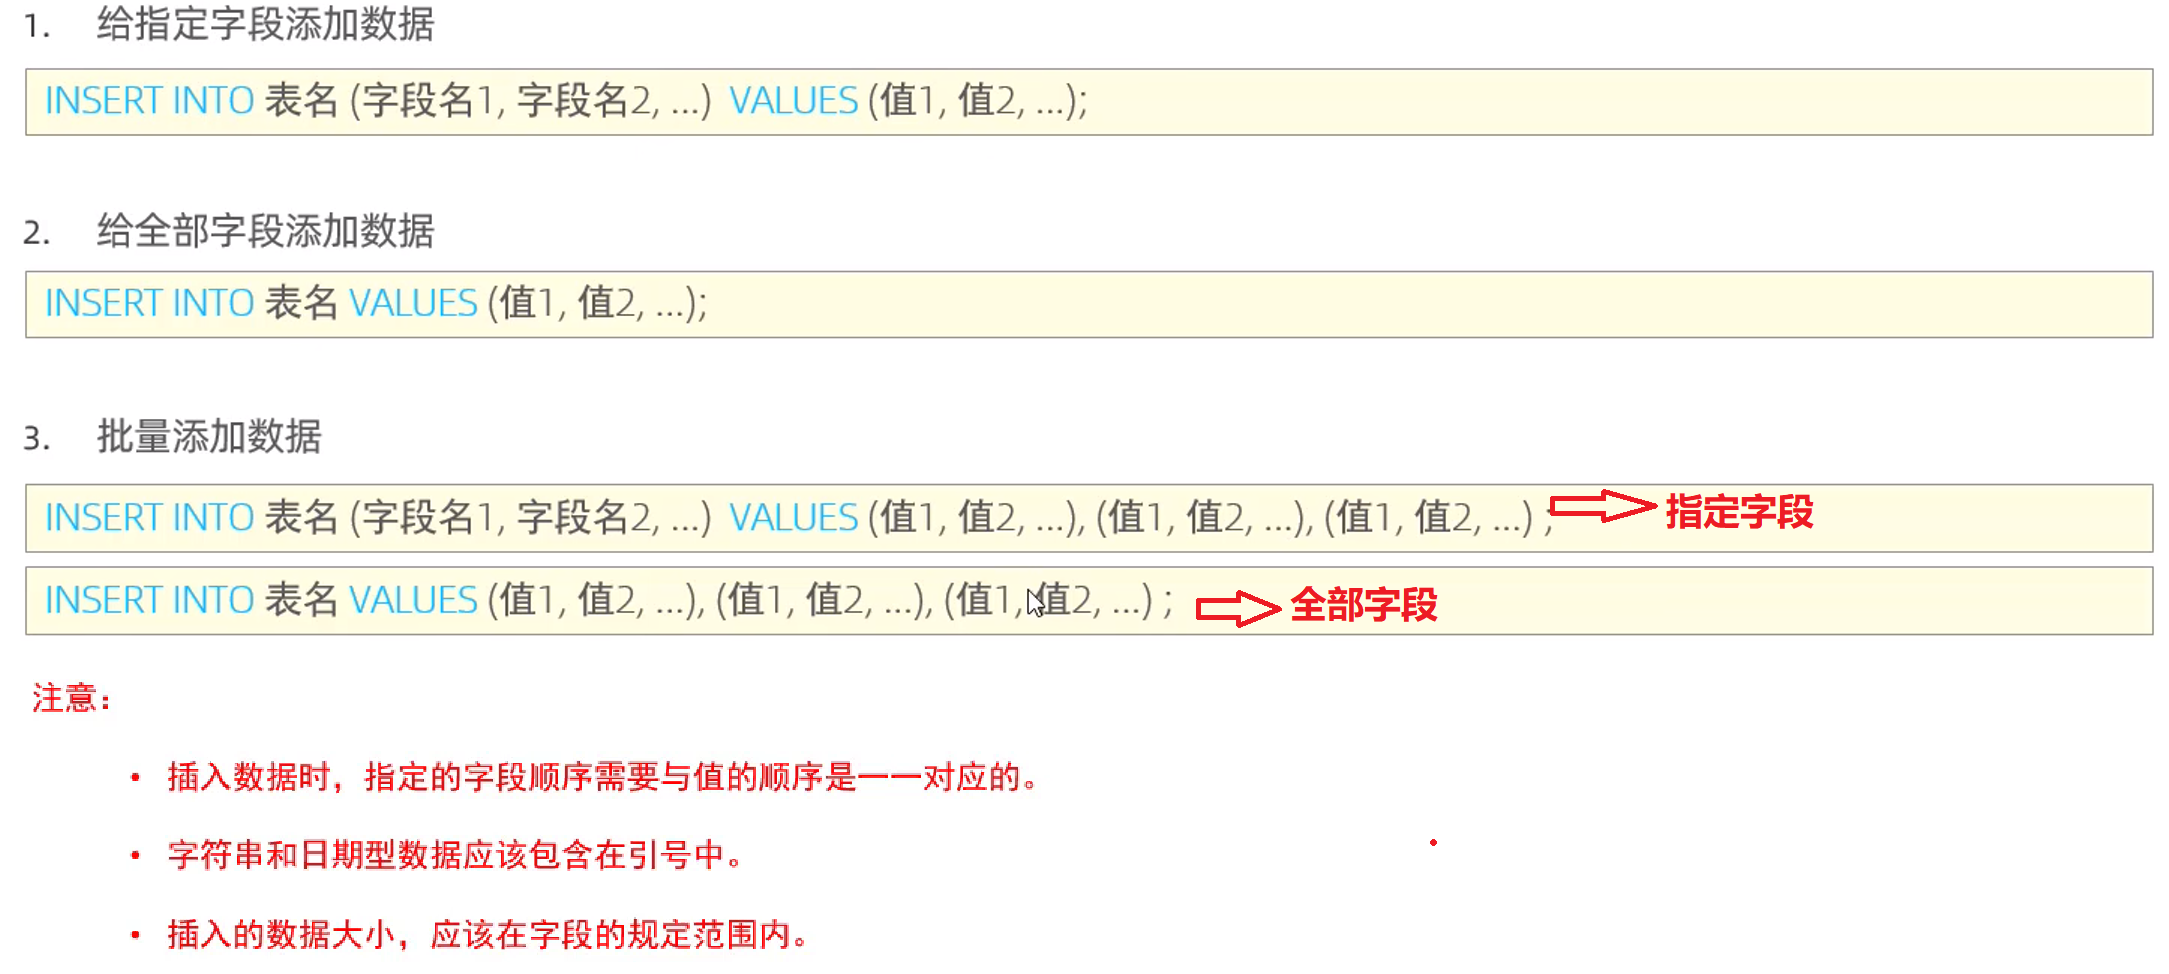 1. 给指定字段添加数据
INSERT INTO 表名 (字段名1, 字段名2, ...) VALUES (值1, 值2, ...);
2. 给全部字段添加数据
INSERT INTO 表名 VALUES (值1, 值2, ...);
3. 批量添加数据
INSERT INTO 表名 (字段名1, 字段名2, ...) VALUES (值1, 值2, ...), (值1, 值2, ...), (值1, 值2, ...) ; 指定字段
INSERT INTO 表名 VALUES (值1, 值2, ...), (值1, 值2, ...), (值1, 值2, ...) ; 全部字段
注意：
• 插入数据时，指定的字段顺序需要与值的顺序是一一对应的。
• 字符串和日期型数据应该包含在引号中。
• 插入的数据大小，应该在字段的规定范围内。